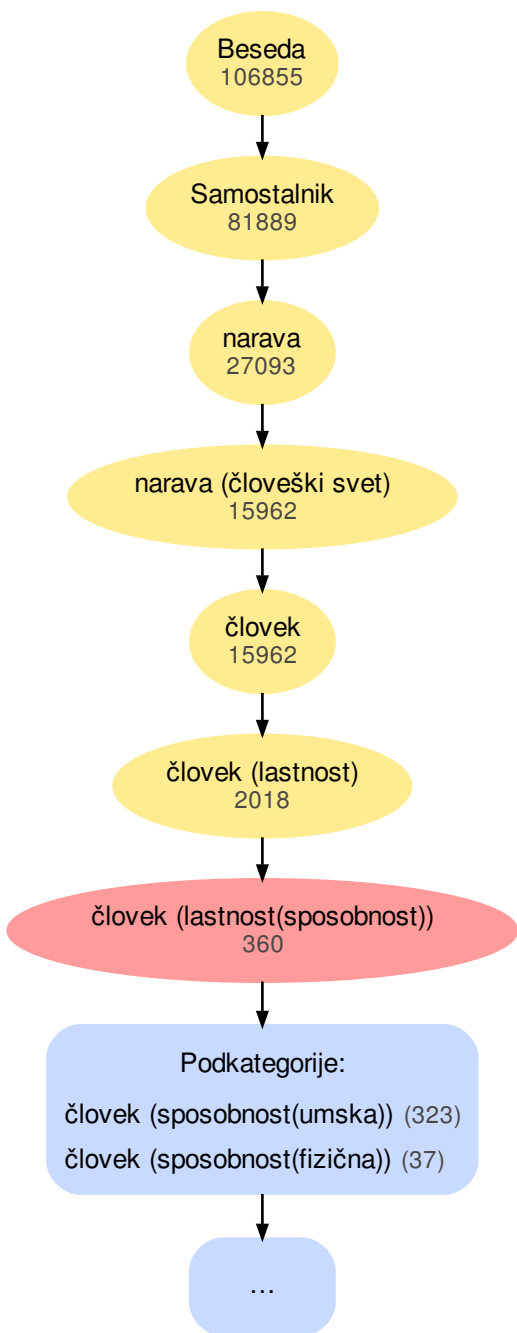 Beseda
106855
Samostalnik
81889
narava
27093
narava (človeški svet)
15962
človek
15962
človek (lastnost)
2018
človek (lastnost(sposobnost))
360
Podkategorije:
človek (sposobnost(umska)) (323)
človek (sposobnost(fizična)) (37)
...